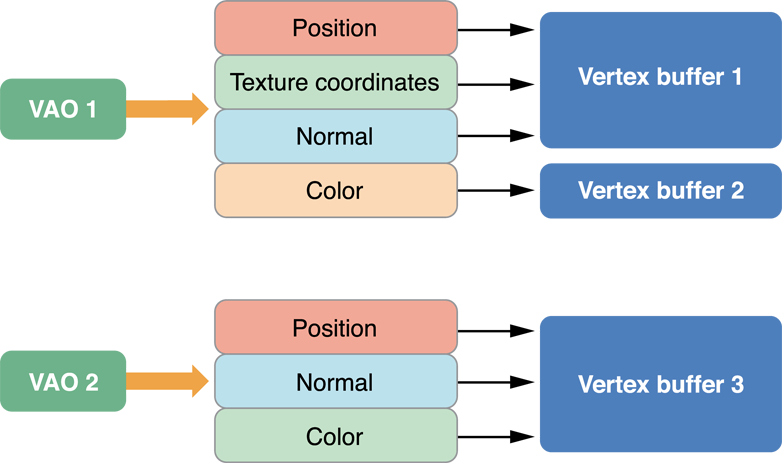 VAO 1
Position
Texture coordinates
Normal
Color
Vertex buffer 1
Vertex buffer 2
VAO 2
Position
Normal
Color
Vertex buffer 3